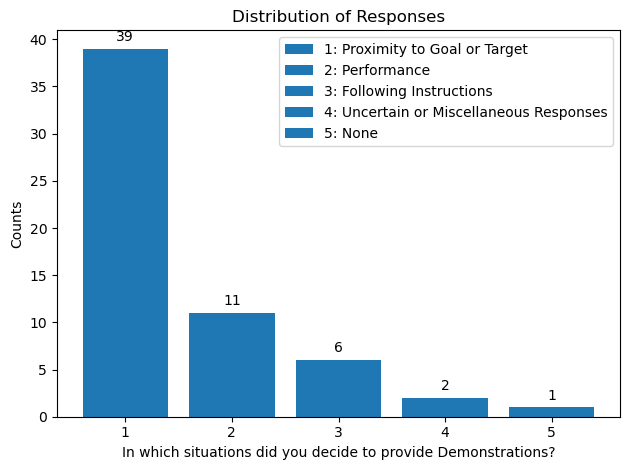 Distribution of Responses
40
35
30
25
20
15
10
5
0
Counts
39
11
6
2
1
1: Proximity to Goal or Target
2: Performance
3: Following Instructions
4: Uncertain or Miscellaneous Responses
5: None
1
2
3
4
5
In which situations did you decide to provide Demonstrations?